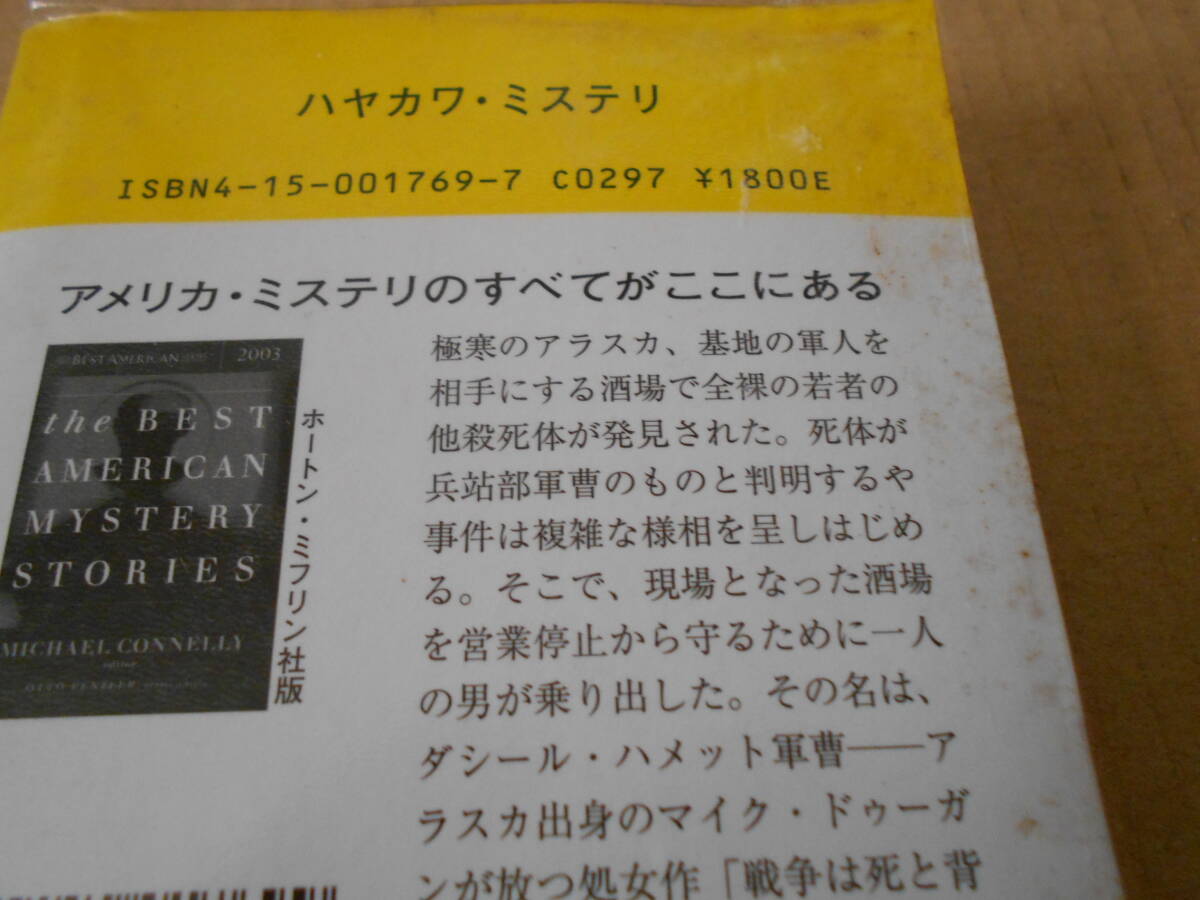 ハヤカワ・ミステリ
ISBN4-15-001769-7 C0297 ¥1800E
アメリカ・ミステリのすべてがここにある
BEST AMERICAN
2003
the BEST
AMERICAN
MYSTERY
STORIES
MICHAEL CONNELLY
editor
OTTO PENZLER
ホートン・ミフリン社版
極寒のアラスカ、基地の軍人を
相手にする酒場で全裸の若者の
他殺死体が発見された。死体が
兵站部軍曹のものと判明するや
事件は複雑な様相を呈しはじめ
る。そこで、現場となった酒場
を営業停止から守るために一人
の男が乗り出した。その名は、
ダシール・ハメット軍曹──ア
ラスカ出身のマイク・ドゥーガ
ンが放つ処女作「戦争は死と背